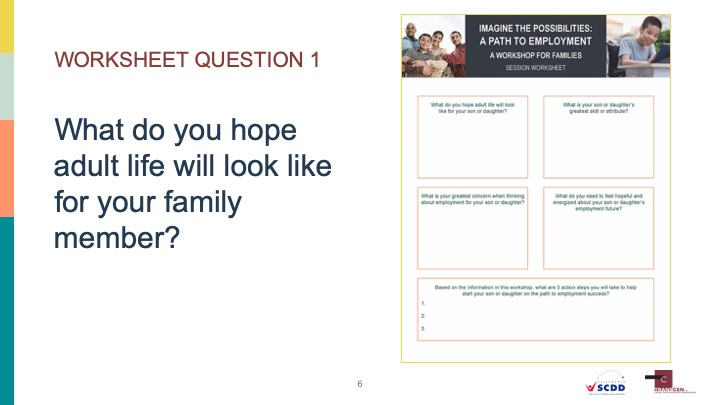 WORKSHEET QUESTION 1
What do you hope
adult life will look like
for your family
member?
IMAGINE THE POSSIBILITIES:
A PATH TO EMPLOYMENT
A WORKSHOP FOR FAMILIES
SESSION WORKSHEET
What do you hope adult life will look
like for your son or daughter?
What is your son or daughter's
greatest skill or attribute?
What is your greatest concern when thinking
about employment for your son or daughter?
What do you need to feel hopeful and
energized about your son or daughter's
employment future?
Based on the information in this workshop, what are 3 action steps you will take to help
start your son or daughter on the path to employment success?
1.
2.
3.
6
SCDD